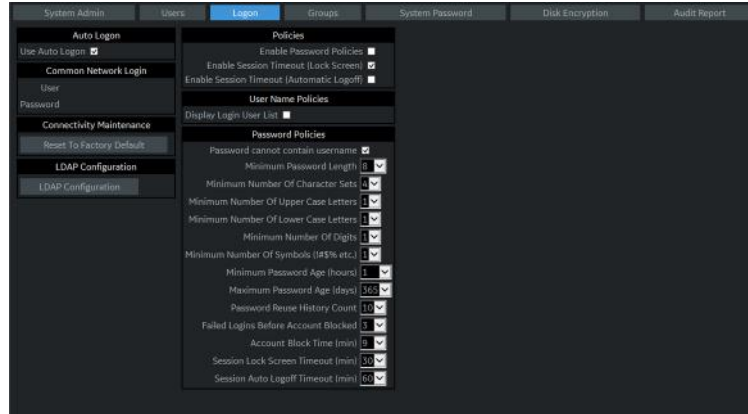 System Admin
Users
Logon
Groups
System Password
Disk Encryption
Audit Report
Auto Logon
Use Auto Logon
Common Network Login
User
Password
Connectivity Maintenance
Reset To Factory Default
LDAP Configuration
LDAP Configuration
Policies
Enable Password Policies
Enable Session Timeout (Lock Screen)
Enable Session Timeout (Automatic Logoff)
User Name Policies
Display Login User List
Password Policies
Password cannot contain username
Minimum Password Length 8
Minimum Number Of Character Sets 4
Minimum Number Of Upper Case Letters 1
Minimum Number Of Lower Case Letters 1
Minimum Number Of Digits 1
Minimum Number Of Symbols (!#$% etc.) 1
Minimum Password Age (hours) 1
Maximum Password Age (days) 365
Password Reuse History Count 10
Failed Logins Before Account Blocked 3
Account Block Time (min) 9
Session Lock Screen Timeout (min) 30
Session Auto Logoff Timeout (min) 60